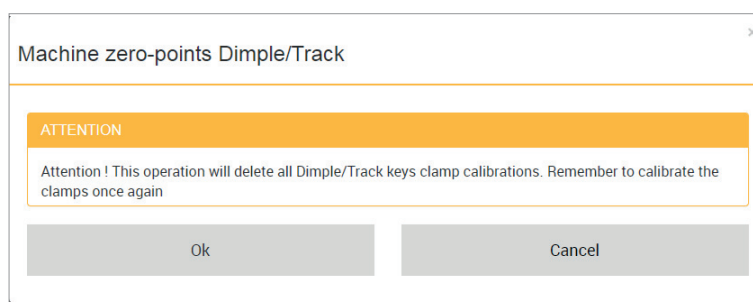 Machine zero-points Dimple/Track
ATTENTION
Attention ! This operation will delete all Dimple/Track keys clamp calibrations. Remember to calibrate the
clamps once again
Ok
Cancel